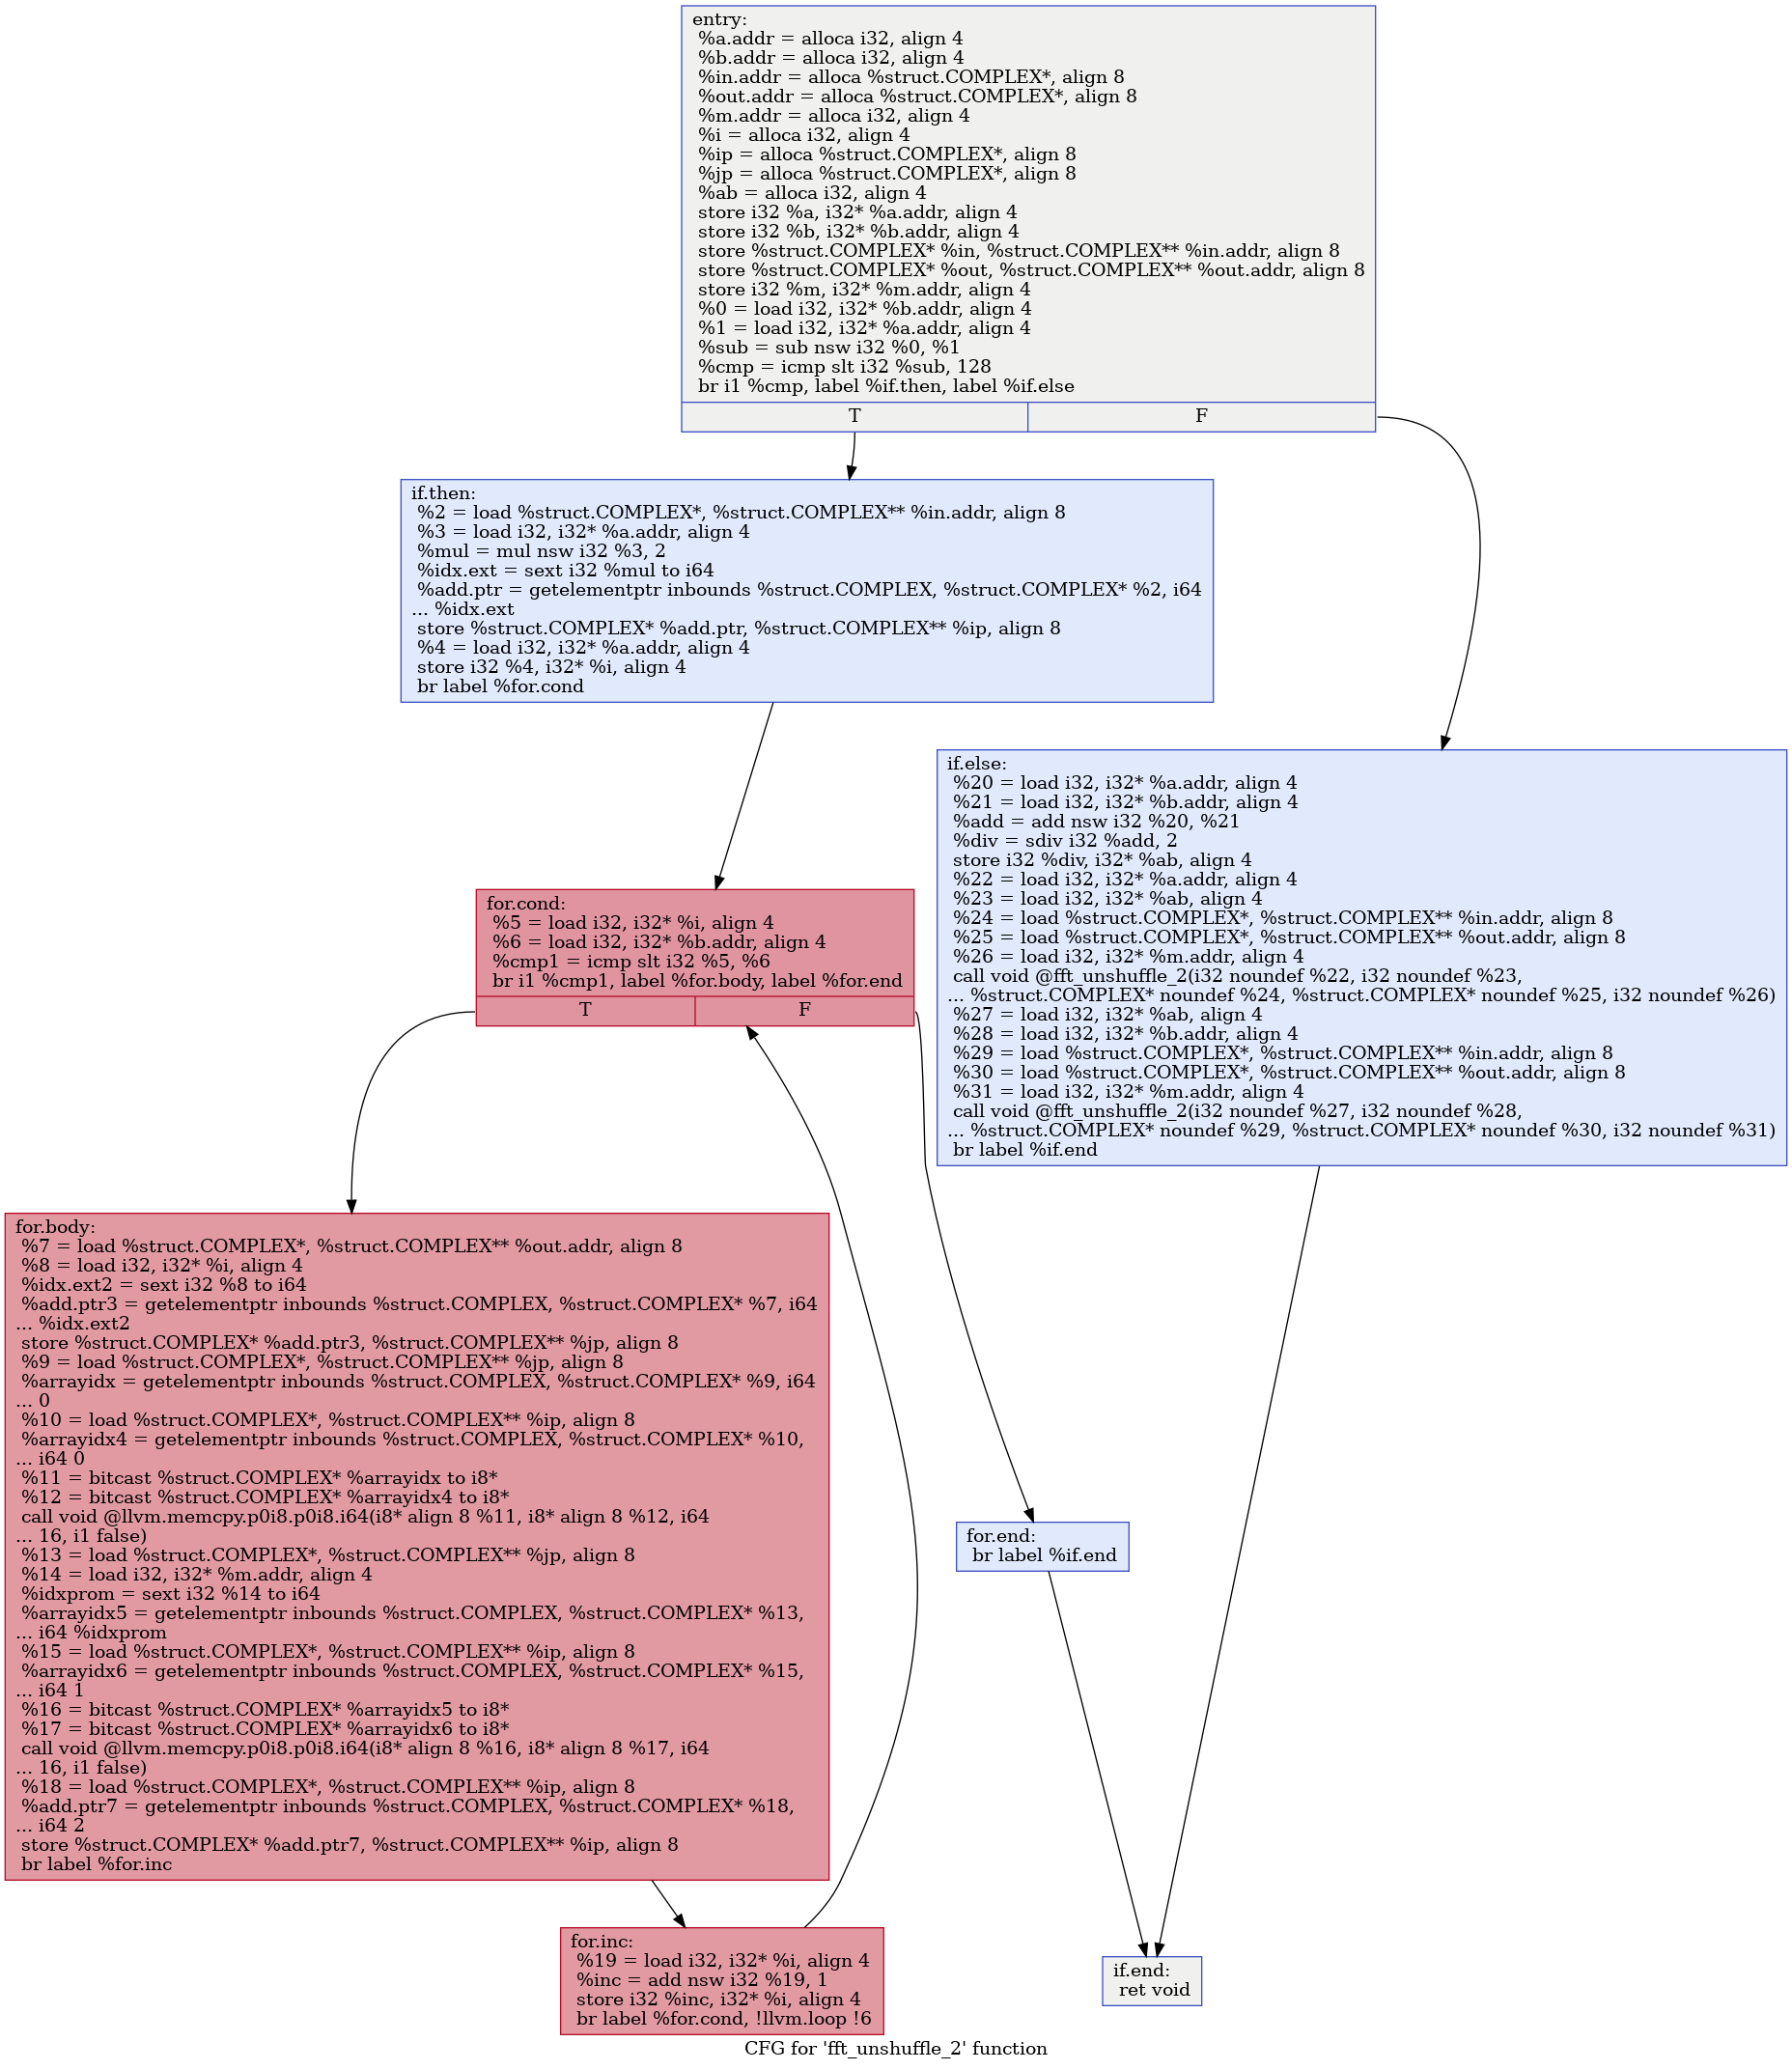 entry:
%a.addr = alloca i32, align 4
%b.addr = alloca i32, align 4
%in.addr = alloca %struct.COMPLEX*, align 8
%out.addr = alloca %struct.COMPLEX*, align 8
%m.addr = alloca i32, align 4
%i = alloca i32, align 4
%ip = alloca %struct.COMPLEX*, align 8
%jp = alloca %struct.COMPLEX*, align 8
%ab = alloca i32, align 4
store i32 %a, i32* %a.addr, align 4
store i32 %b, i32* %b.addr, align 4
store %struct.COMPLEX* %in, %struct.COMPLEX** %in.addr, align 8
store %struct.COMPLEX* %out, %struct.COMPLEX** %out.addr, align 8
store i32 %m, i32* %m.addr, align 4
%0 = load i32, i32* %b.addr, align 4
%1 = load i32, i32* %a.addr, align 4
%sub = sub nsw i32 %0, %1
%cmp = icmp slt i32 %sub, 128
br i1 %cmp, label %if.then, label %if.else
T F
if.then:
%2 = load %struct.COMPLEX*, %struct.COMPLEX** %in.addr, align 8
%3 = load i32, i32* %a.addr, align 4
%mul = mul nsw i32 %3, 2
%idx.ext = sext i32 %mul to i64
%add.ptr = getelementptr inbounds %struct.COMPLEX, %struct.COMPLEX* %2, i64
... %idx.ext
store %struct.COMPLEX* %add.ptr, %struct.COMPLEX** %ip, align 8
%4 = load i32, i32* %a.addr, align 4
store i32 %4, i32* %i, align 4
br label %for.cond
if.else:
%20 = load i32, i32* %a.addr, align 4
%21 = load i32, i32* %b.addr, align 4
%add = add nsw i32 %20, %21
%div = sdiv i32 %add, 2
store i32 %div, i32* %ab, align 4
%22 = load i32, i32* %a.addr, align 4
%23 = load i32, i32* %ab, align 4
%24 = load %struct.COMPLEX*, %struct.COMPLEX** %in.addr, align 8
%25 = load %struct.COMPLEX*, %struct.COMPLEX** %out.addr, align 8
%26 = load i32, i32* %m.addr, align 4
call void @fft_unshuffle_2(i32 noundef %22, i32 noundef %23,
... %struct.COMPLEX* noundef %24, %struct.COMPLEX* noundef %25, i32 noundef %26)
%27 = load i32, i32* %ab, align 4
%28 = load i32, i32* %b.addr, align 4
%29 = load %struct.COMPLEX*, %struct.COMPLEX** %in.addr, align 8
%30 = load %struct.COMPLEX*, %struct.COMPLEX** %out.addr, align 8
%31 = load i32, i32* %m.addr, align 4
call void @fft_unshuffle_2(i32 noundef %27, i32 noundef %28,
... %struct.COMPLEX* noundef %29, %struct.COMPLEX* noundef %30, i32 noundef %31)
br label %if.end
for.cond:
%5 = load i32, i32* %i, align 4
%6 = load i32, i32* %b.addr, align 4
%cmp1 = icmp slt i32 %5, %6
br i1 %cmp1, label %for.body, label %for.end
T F
for.body:
%7 = load %struct.COMPLEX*, %struct.COMPLEX** %out.addr, align 8
%8 = load i32, i32* %i, align 4
%idx.ext2 = sext i32 %8 to i64
%add.ptr3 = getelementptr inbounds %struct.COMPLEX, %struct.COMPLEX* %7, i64
... %idx.ext2
store %struct.COMPLEX* %add.ptr3, %struct.COMPLEX** %jp, align 8
%9 = load %struct.COMPLEX*, %struct.COMPLEX** %jp, align 8
%arrayidx = getelementptr inbounds %struct.COMPLEX, %struct.COMPLEX* %9, i64
... 0
%10 = load %struct.COMPLEX*, %struct.COMPLEX** %ip, align 8
%arrayidx4 = getelementptr inbounds %struct.COMPLEX, %struct.COMPLEX* %10,
... i64 0
%11 = bitcast %struct.COMPLEX* %arrayidx to i8*
%12 = bitcast %struct.COMPLEX* %arrayidx4 to i8*
call void @llvm.memcpy.p0i8.p0i8.i64(i8* align 8 %11, i8* align 8 %12, i64
... 16, i1 false)
%13 = load %struct.COMPLEX*, %struct.COMPLEX** %jp, align 8
%14 = load i32, i32* %m.addr, align 4
%idxprom = sext i32 %14 to i64
%arrayidx5 = getelementptr inbounds %struct.COMPLEX, %struct.COMPLEX* %13,
... i64 %idxprom
%15 = load %struct.COMPLEX*, %struct.COMPLEX** %ip, align 8
%arrayidx6 = getelementptr inbounds %struct.COMPLEX, %struct.COMPLEX* %15,
... i64 1
%16 = bitcast %struct.COMPLEX* %arrayidx5 to i8*
%17 = bitcast %struct.COMPLEX* %arrayidx6 to i8*
call void @llvm.memcpy.p0i8.p0i8.i64(i8* align 8 %16, i8* align 8 %17, i64
... 16, i1 false)
%18 = load %struct.COMPLEX*, %struct.COMPLEX** %ip, align 8
%add.ptr7 = getelementptr inbounds %struct.COMPLEX, %struct.COMPLEX* %18,
... i64 2
store %struct.COMPLEX* %add.ptr7, %struct.COMPLEX** %ip, align 8
br label %for.inc
for.end:
br label %if.end
for.inc:
%19 = load i32, i32* %i, align 4
%inc = add nsw i32 %19, 1
store i32 %inc, i32* %i, align 4
br label %for.cond, !llvm.loop !6
if.end:
ret void
CFG for 'fft_unshuffle_2' function